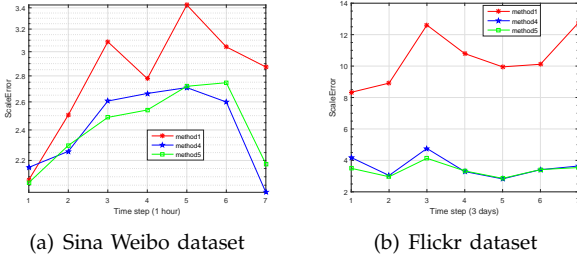 3.4
3.2
3
2.8
2.6
2.4
2.2
ScaleError
method1
method4
method5
1 2 3 4 5 6 7
Time step (1 hour)
(a) Sina Weibo dataset
14
12
10
8
6
4
2
ScaleError
method1
method4
method5
1 2 3 4 5 6 7
Time step (3 days)
(b) Flickr dataset